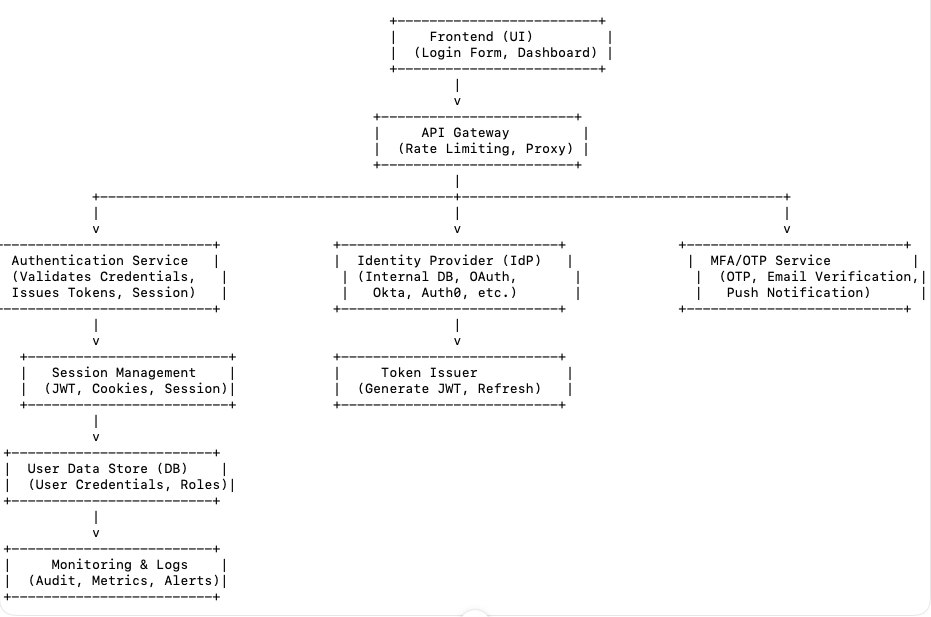 Frontend (UI)
(Login Form, Dashboard)
API Gateway
(Rate Limiting, Proxy)
Authentication Service
(Validates Credentials,
Issues Tokens, Session)
Identity Provider (IdP)
(Internal DB, OAuth,
Okta, Auth0, etc.)
MFA/OTP Service
(OTP, Email Verification,
Push Notification)
Session Management
(JWT, Cookies, Session)
Token Issuer
(Generate JWT, Refresh)
User Data Store (DB)
(User Credentials, Roles)
Monitoring & Logs
(Audit, Metrics, Alerts)